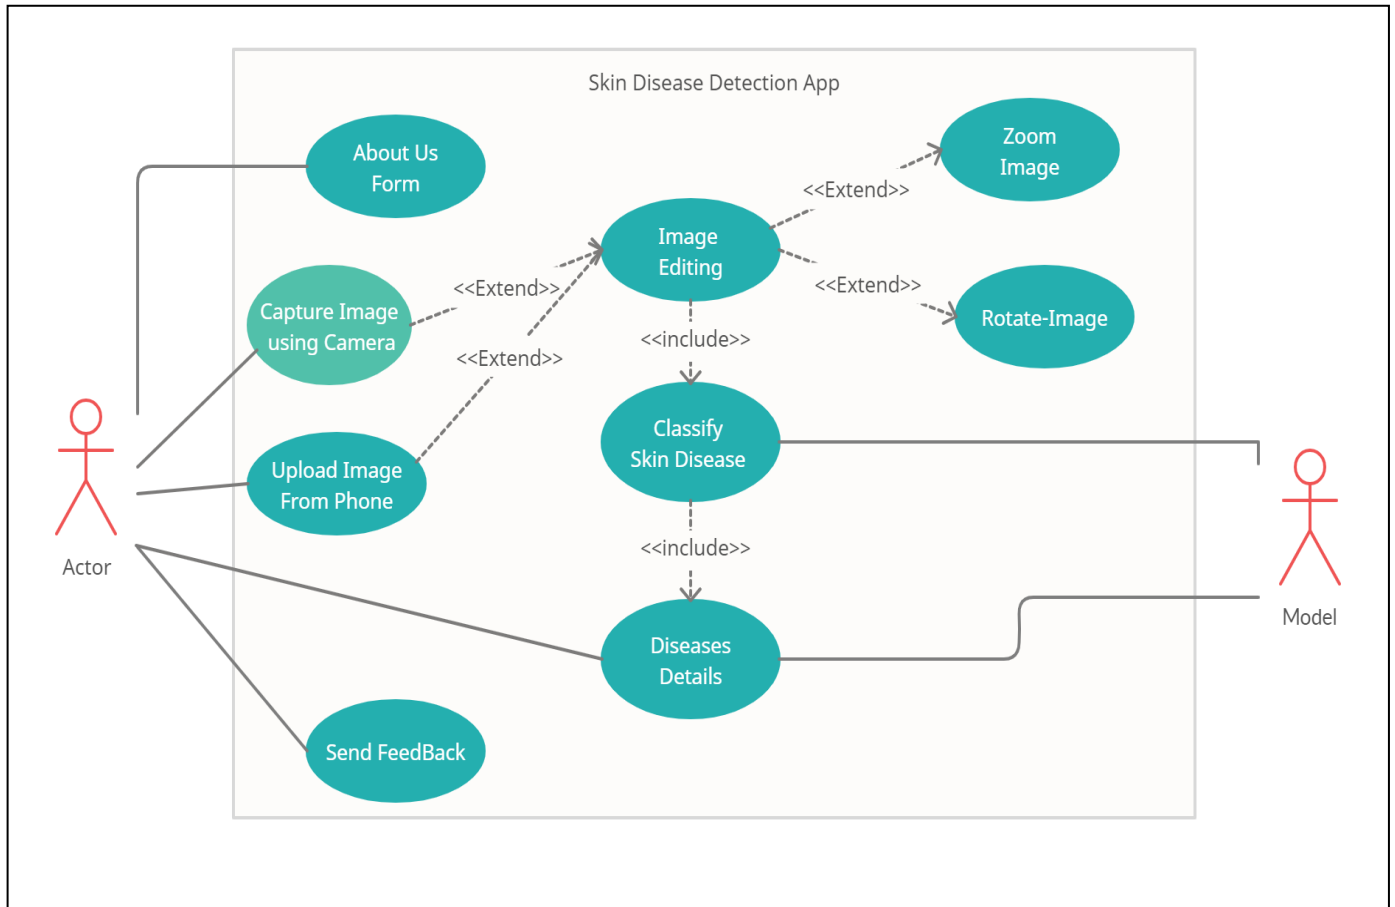 Skin Disease Detection App
About Us
Form
Zoom
Image
<<Extend>>
Image
Editing
Capture Image
using Camera
<<Extend>>
<<Extend>>
Rotate-Image
<<Extend>>
<<include>>
Classify
Skin Disease
Upload Image
From Phone
Actor
<<include>>
Model
Diseases
Details
Send FeedBack